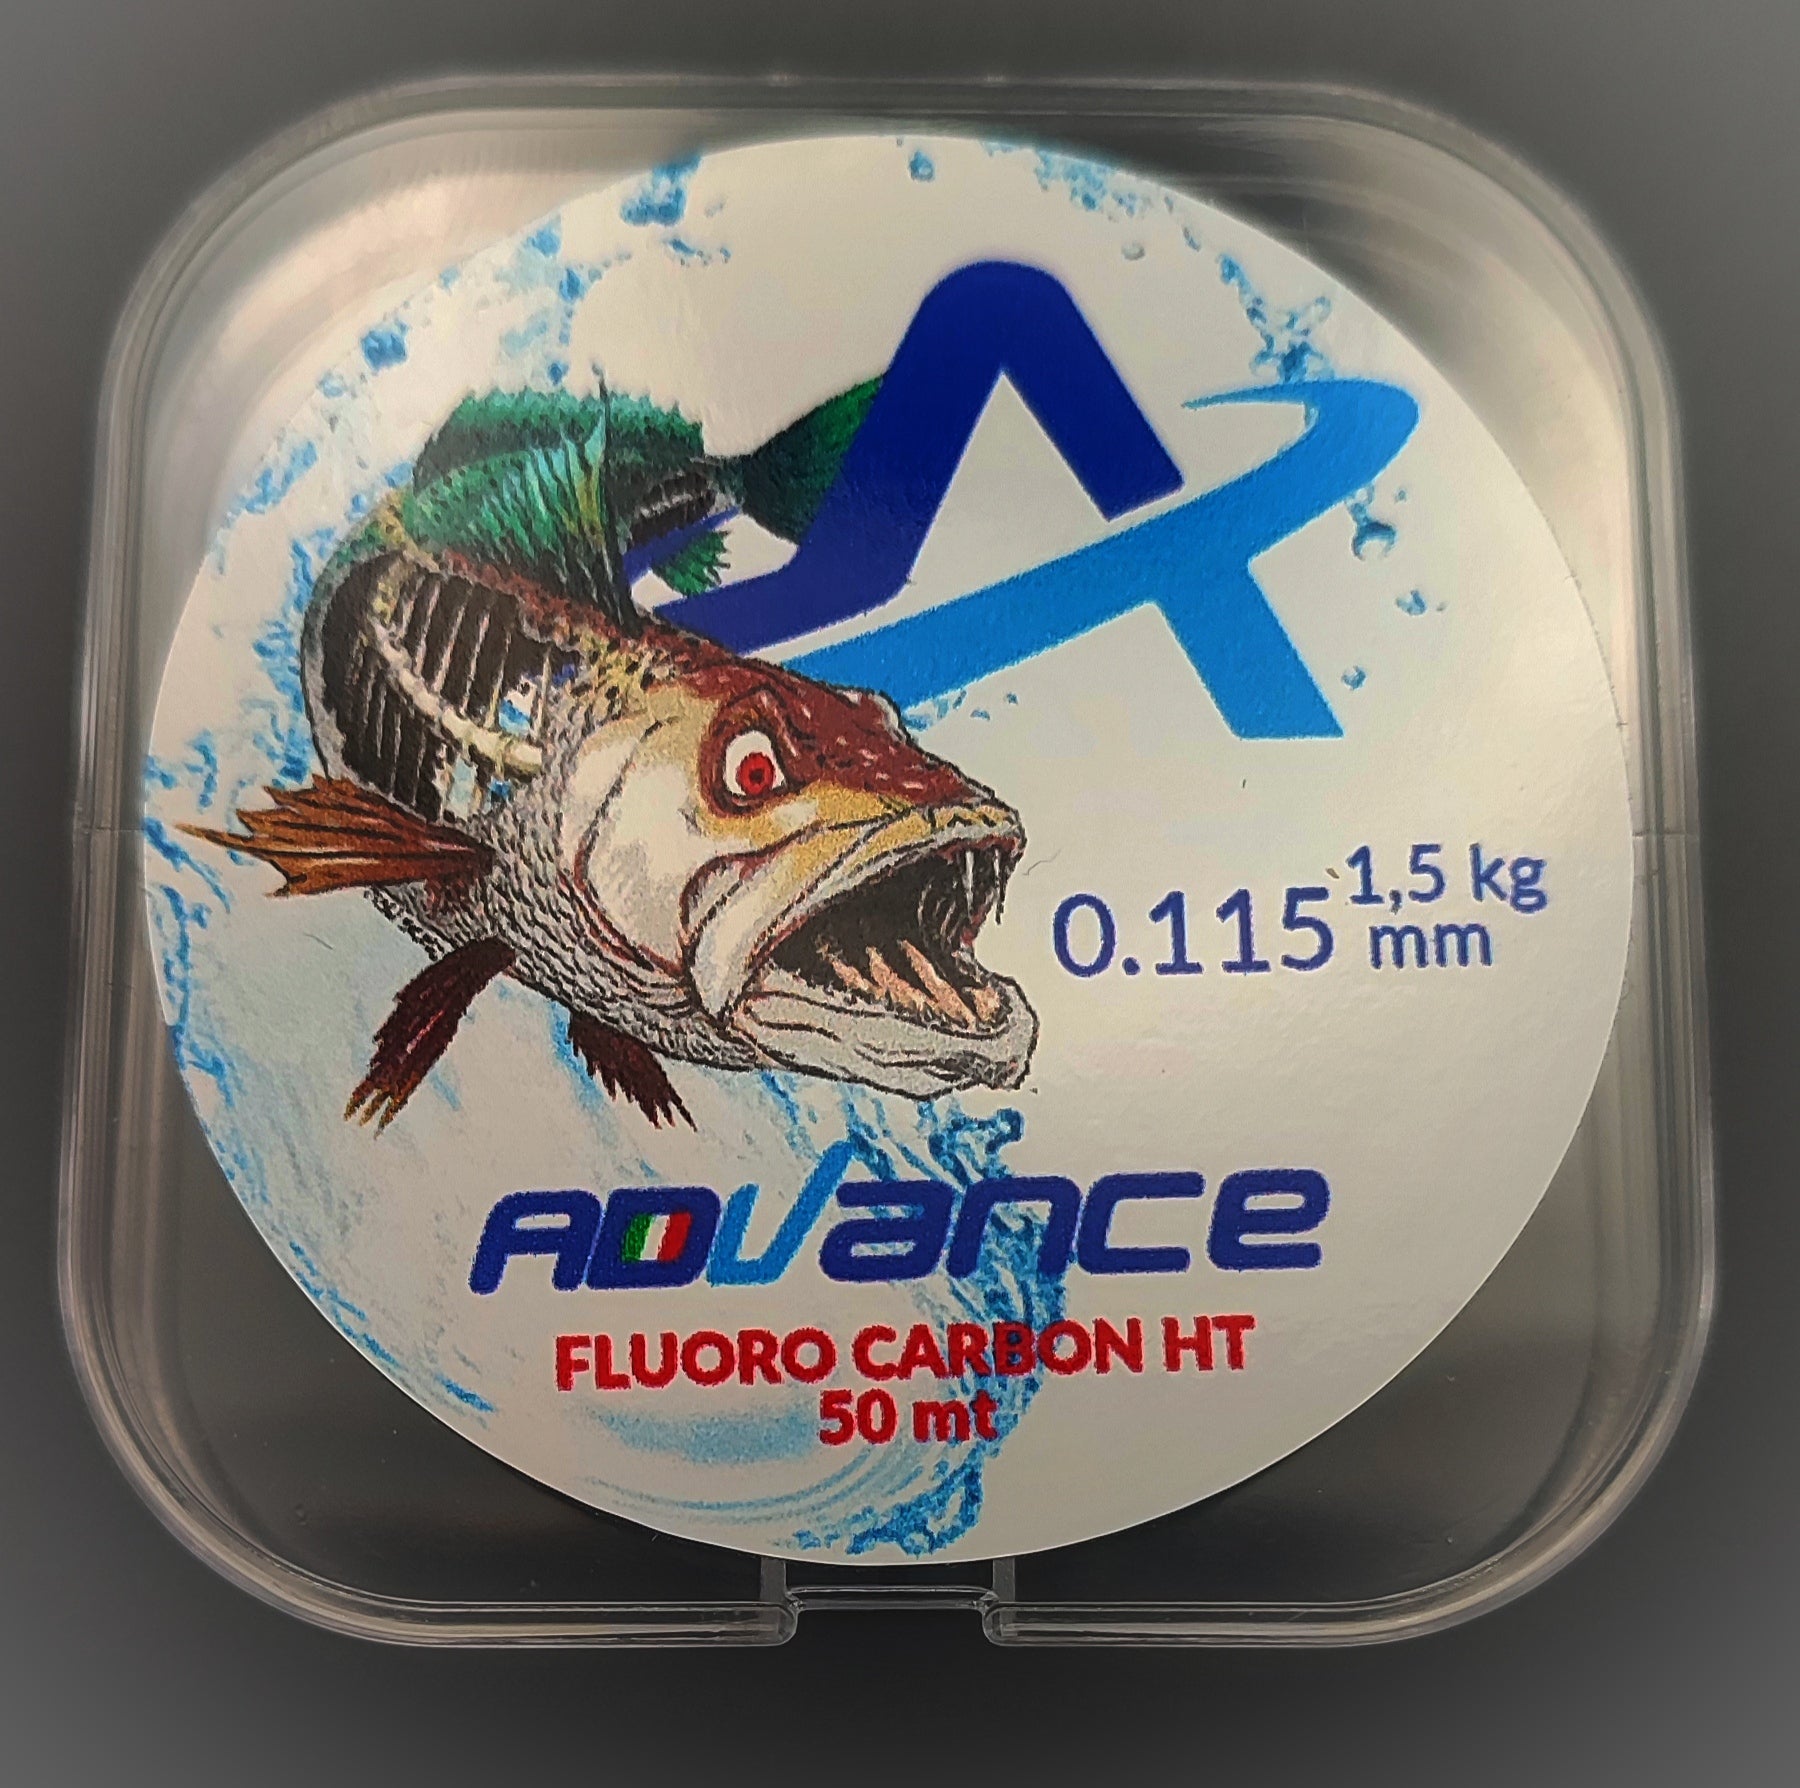 A
1,5 kg
0.115 mm
ADVance
FLUORO CARBON HT
50 mt